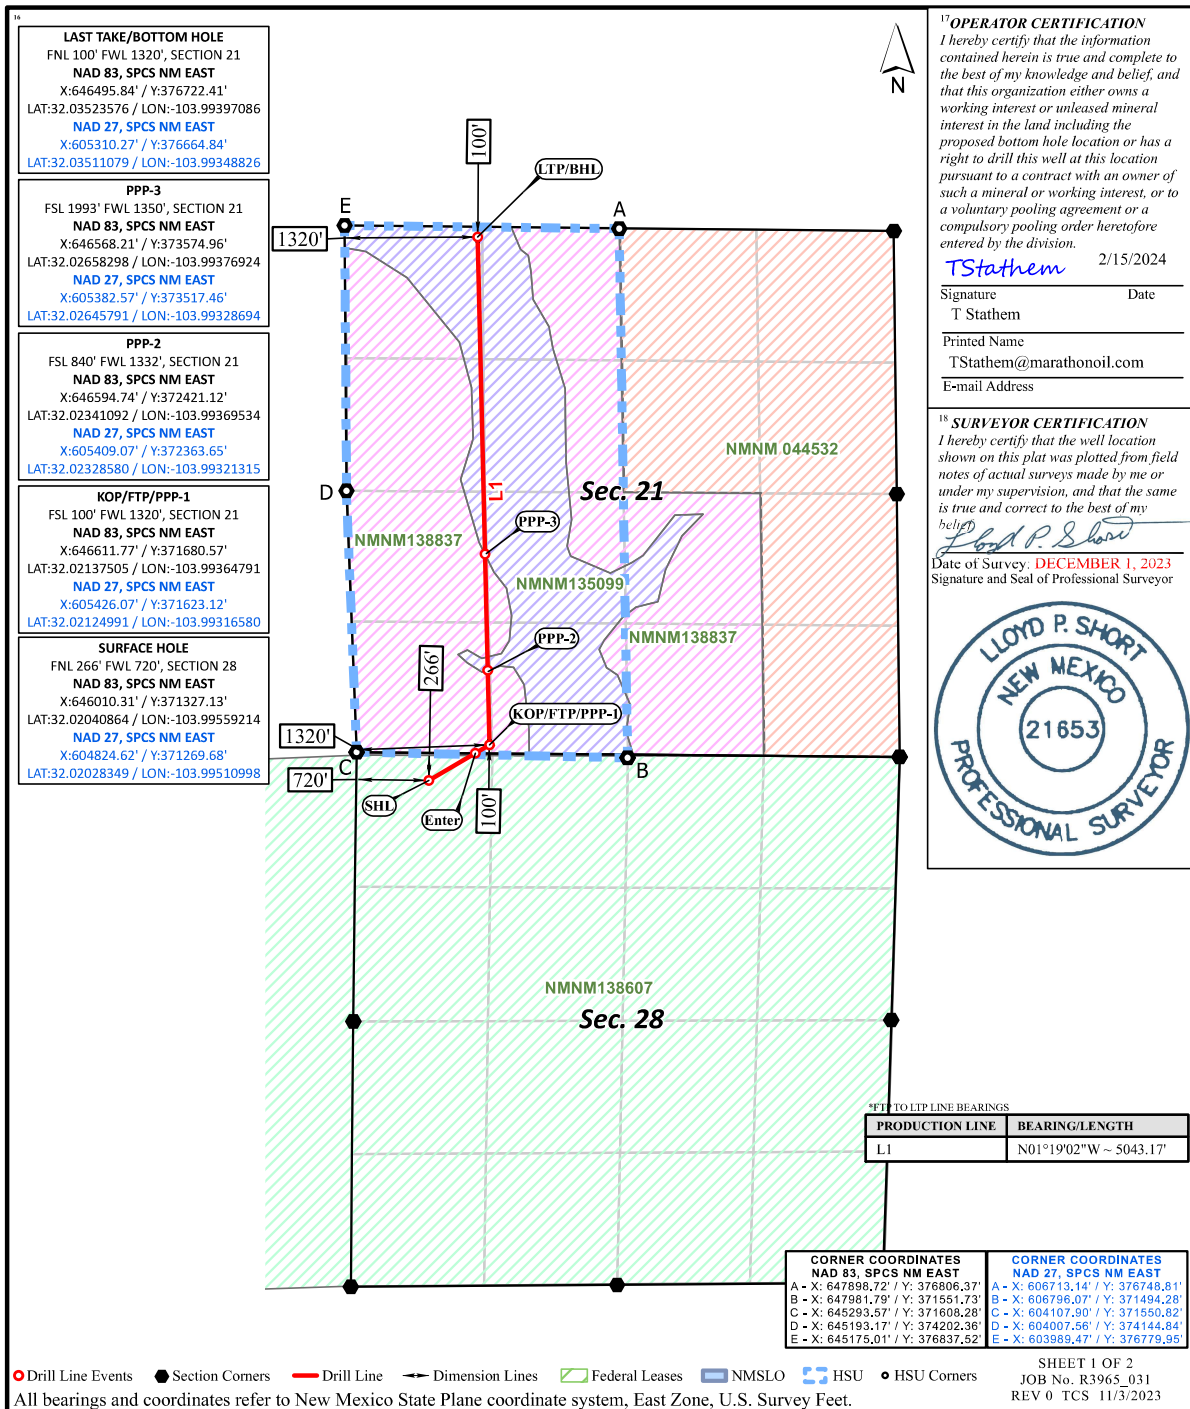 16
LAST TAKE/BOTTOM HOLE
FNL 100' FWL 1320', SECTION 21
NAD 83, SPCS NM EAST
X:646495.84' / Y:376722.41'
LAT:32.03523576 / LON:-103.99397086
NAD 27, SPCS NM EAST
X:605310.27' / Y:376664.84'
LAT:32.03511079 / LON:-103.99348826
PPP-3
FSL 1993' FWL 1350', SECTION 21
NAD 83, SPCS NM EAST
X:646568.21' / Y:373574.96'
LAT:32.02658298 / LON:-103.99376924
NAD 27, SPCS NM EAST
X:605382.57' / Y:373517.46'
LAT:32.02645791 / LON:-103.99328694
PPP-2
FSL 840' FWL 1332', SECTION 21
NAD 83, SPCS NM EAST
X:646594.74' / Y:372421.12'
LAT:32.02341092 / LON:-103.99369534
NAD 27, SPCS NM EAST
X:605409.07' / Y:372363.65'
LAT:32.02328580 / LON:-103.99321315
KOP/FTP/PPP-1
FSL 100' FWL 1320', SECTION 21
NAD 83, SPCS NM EAST
X:646611.77' / Y:371680.57'
LAT:32.02137505 / LON:-103.99364791
NAD 27, SPCS NM EAST
X:605426.07' / Y:371623.12'
LAT:32.02124991 / LON:-103.99316580
SURFACE HOLE
FNL 266' FWL 720', SECTION 28
NAD 83, SPCS NM EAST
X:646010.31' / Y:371327.13'
LAT:32.02040864 / LON:-103.99559214
NAD 27, SPCS NM EAST
X:604824.62' / Y:371269.68'
LAT:32.02028349 / LON:-103.99510998
N
100'
LTP/BHL
E
A
1320'
NMNM 044532
D
L1
Sec. 21
PPP-3
NMNM138837
NMNM135099
PPP-2
NMNM138837
266'
KOP/FTP/PPP-1
1320'
C
B
720'
SHL
Enter
100'
NMNM138607
Sec. 28
17 OPERATOR CERTIFICATION
I hereby certify that the information
contained herein is true and complete to
the best of my knowledge and belief, and
that this organization either owns a
working interest or unleased mineral
interest in the land including the
proposed bottom hole location or has a
right to drill this well at this location
pursuant to a contract with an owner of
such a mineral or working interest, or to
a voluntary pooling agreement or a
compulsory pooling order heretofore
entered by the division.
TStathem 2/15/2024
Signature Date
T Stathem
Printed Name
TStathem@marathonoil.com
E-mail Address
18 SURVEYOR CERTIFICATION
I hereby certify that the well location
shown on this plat was plotted from field
notes of actual surveys made by me or
under my supervision, and that the same
is true and correct to the best of my
belief.
Lloyd P. Short
Date of Survey: DECEMBER 1, 2023
Signature and Seal of Professional Surveyor
LLOYD P. SHORT
NEW MEXICO
21653
PROFESSIONAL SURVEYOR
*FTP TO LTP LINE BEARINGS
PRODUCTION LINE BEARING/LENGTH
L1 N01°19'02"W ~ 5043.17'
CORNER COORDINATES
NAD 83, SPCS NM EAST
A - X: 647898.72' / Y: 376806.37'
B - X: 647981.79' / Y: 371551.73'
C - X: 645293.57' / Y: 371608.28'
D - X: 645193.17' / Y: 374202.36'
E - X: 645175.01' / Y: 376837.52'
CORNER COORDINATES
NAD 27, SPCS NM EAST
A - X: 606713.14' / Y: 376748.81'
B - X: 606796.07' / Y: 371494.28'
C - X: 604107.90' / Y: 371550.82'
D - X: 604007.56' / Y: 374144.84'
E - X: 603989.47' / Y: 376779.95'
Drill Line Events Section Corners Drill Line Dimension Lines Federal Leases NMSLO HSU HSU Corners
All bearings and coordinates refer to New Mexico State Plane coordinate system, East Zone, U.S. Survey Feet.
SHEET 1 OF 2
JOB No. R3965_031
REV 0 TCS 11/3/2023